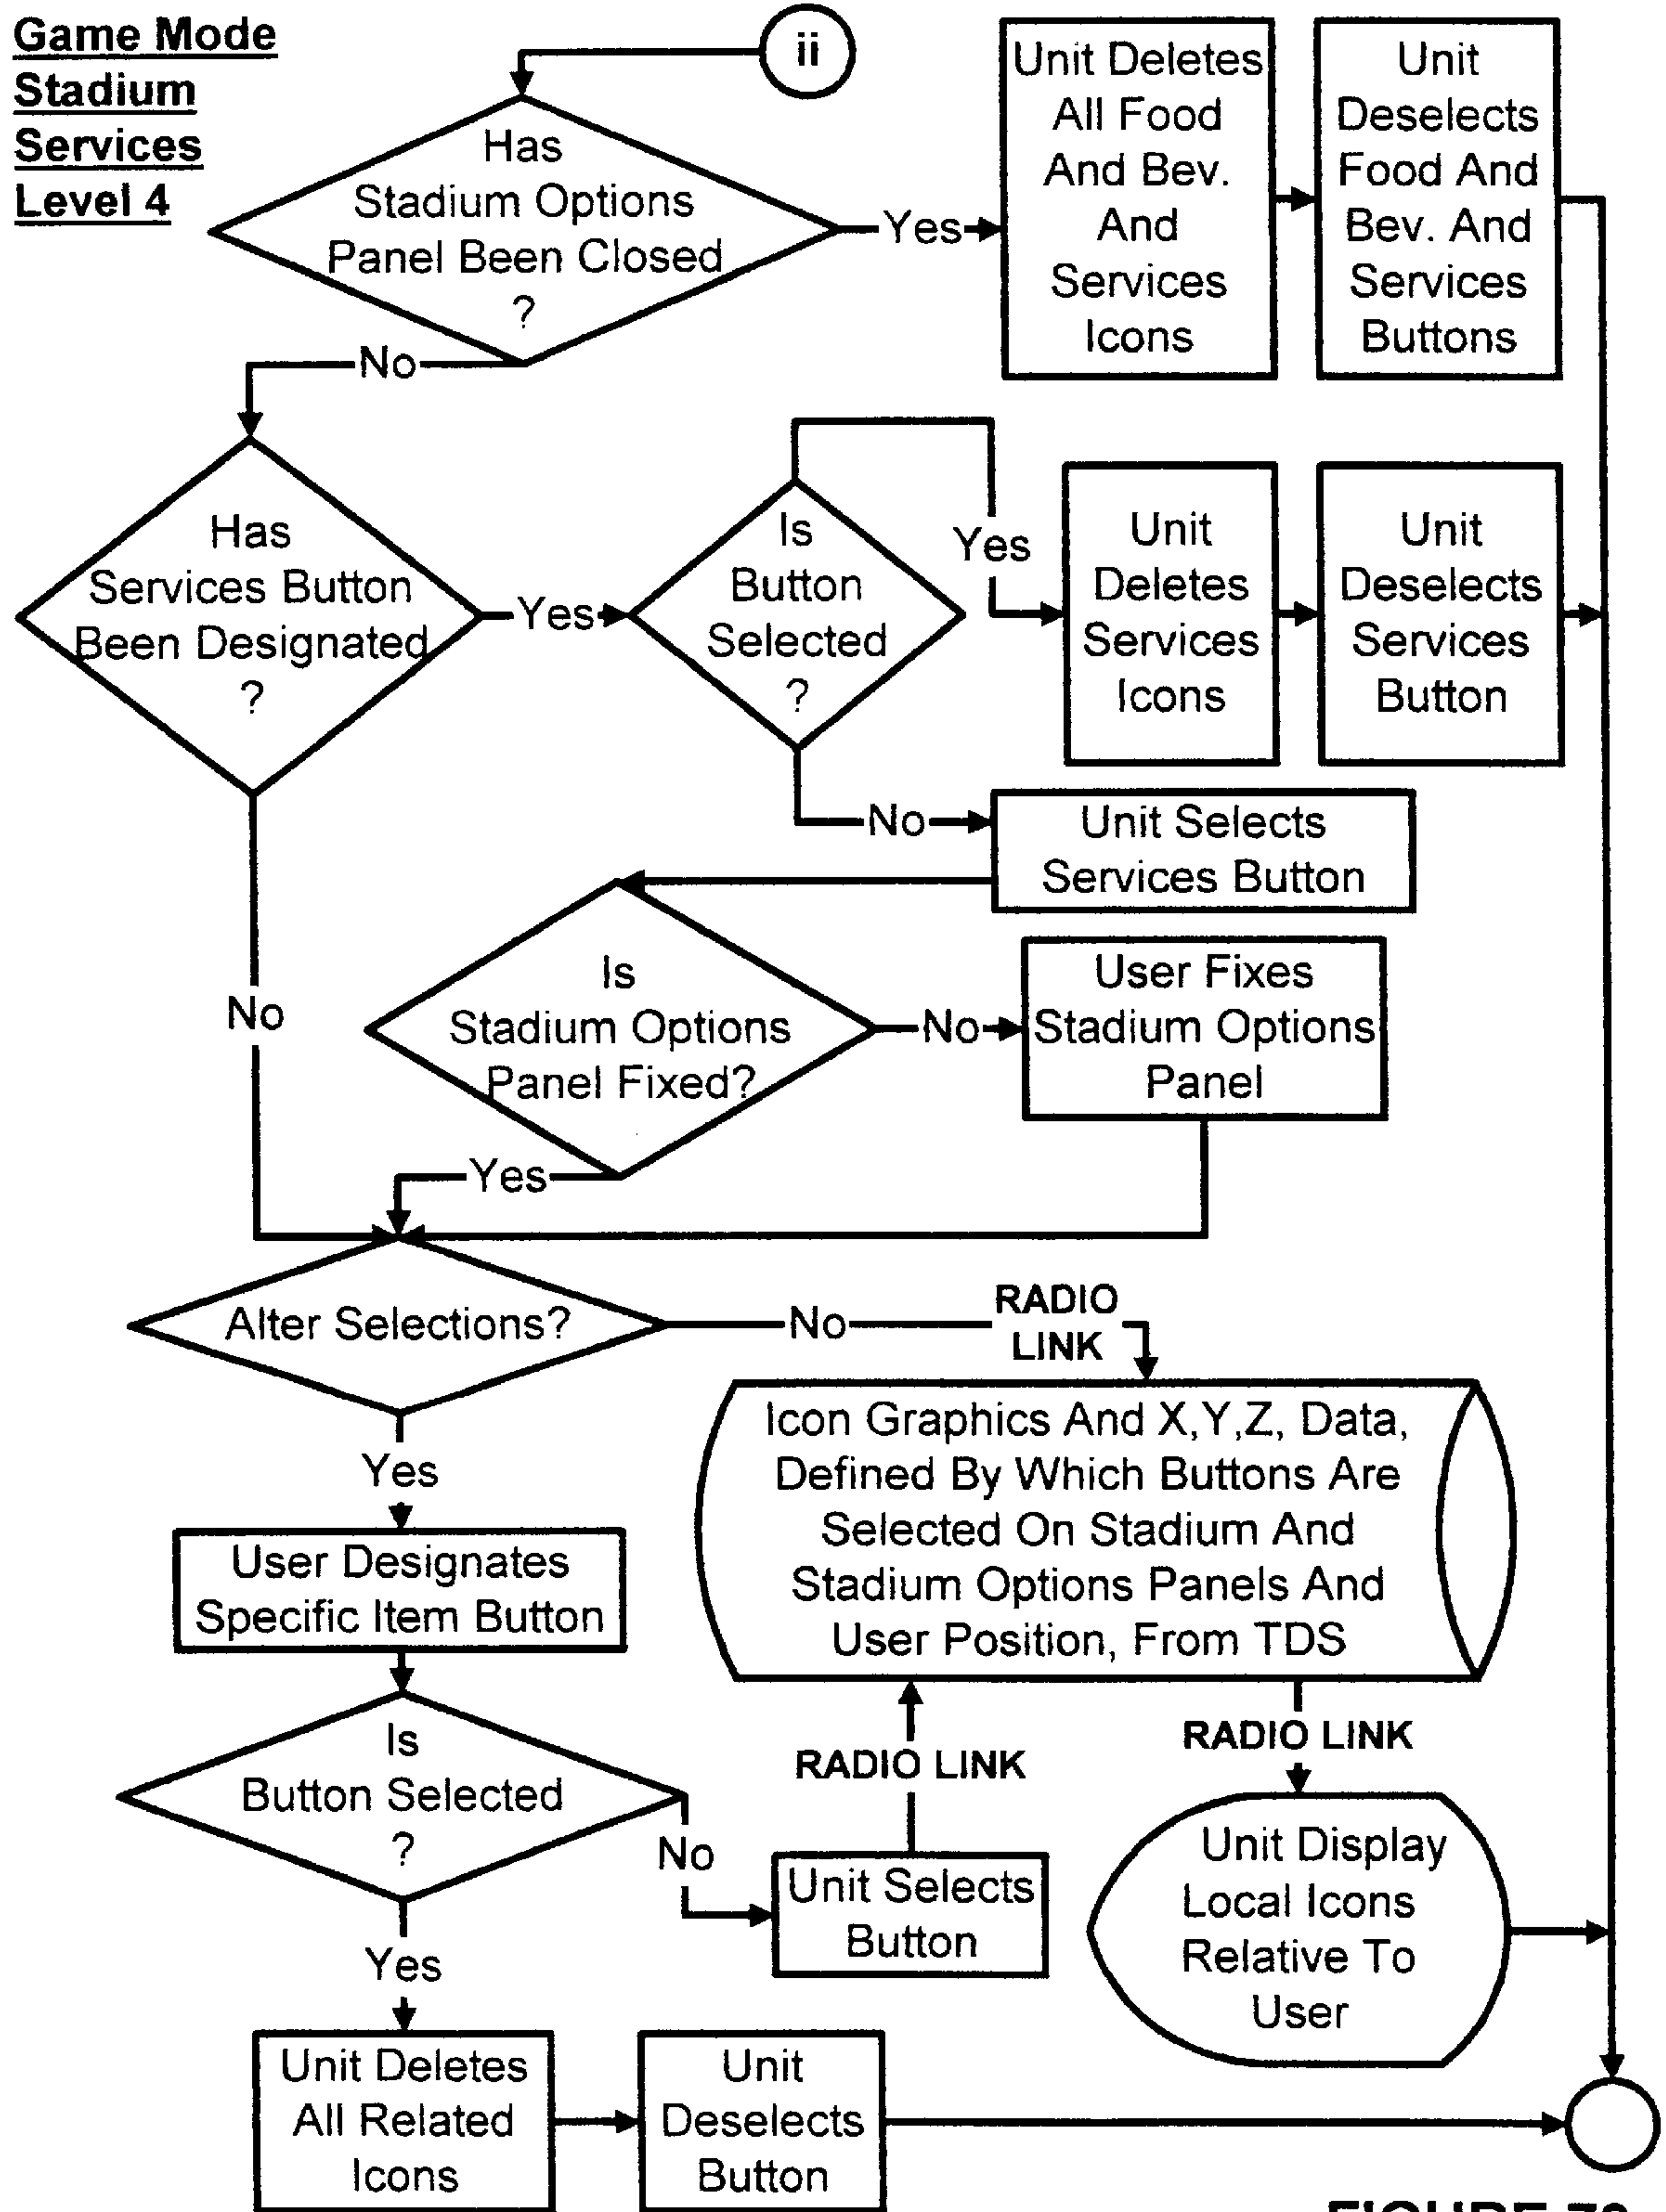 Game Mode
Stadium
Services
Level 4
ii
Has
Stadium Options
Panel Been Closed
?
Yes
Unit Deletes
All Food
And Bev.
And
Services
Icons
Unit
Deselects
Food And
Bev. And
Services
Buttons
No
Has
Services Button
Been Designated
?
Yes
Is
Button
Selected
?
Yes
Unit
Deletes
Services
Icons
Unit
Deselects
Services
Button
No
Unit Selects
Services Button
No
Is
Stadium Options
Panel Fixed?
No
User Fixes
Stadium Options
Panel
Yes
Alter Selections?
No
RADIO
LINK
Icon Graphics And X,Y,Z, Data,
Defined By Which Buttons Are
Selected On Stadium And
Stadium Options Panels And
User Position, From TDS
Yes
User Designates
Specific Item Button
Is
Button Selected
?
No
Unit Selects
Button
RADIO LINK
RADIO LINK
Unit Display
Local Icons
Relative To
User
Yes
Unit Deletes
All Related
Icons
Unit
Deselects
Button